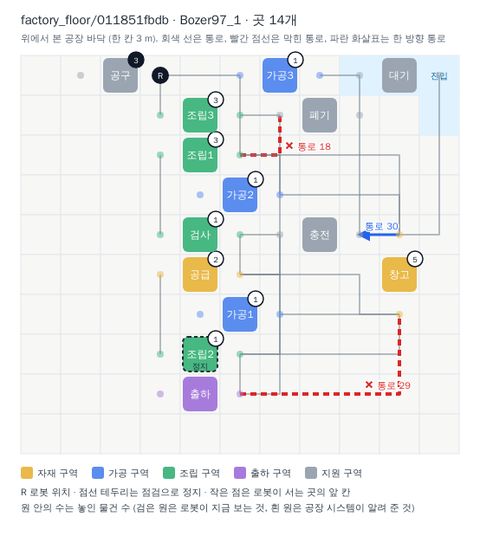 factory_floor/011851fbdb · Bozer97_1 · 곳 14개
위에서 본 공장 바닥 (한 칸 3 m). 회색 선은 통로, 빨간 점선은 막힌 통로, 파란 화살표는 한 방향 통로
3 1
공구 R 가공3 대기 진입
3
조립3 폐기
3 ✕ 통로 18
조립1
1
가공2
1 통로 30
검사 충전
2 5
공급 창고
1
가공1
1
조립2
정지 ✕ 통로 29
출하
자재 구역 가공 구역 조립 구역 출하 구역 지원 구역
R 로봇 위치 · 점선 테두리는 점검으로 정지 · 작은 점은 로봇이 서는 곳의 앞 칸
원 안의 수는 놓인 물건 수 (검은 원은 로봇이 지금 보는 것, 흰 원은 공장 시스템이 알려 준 것)